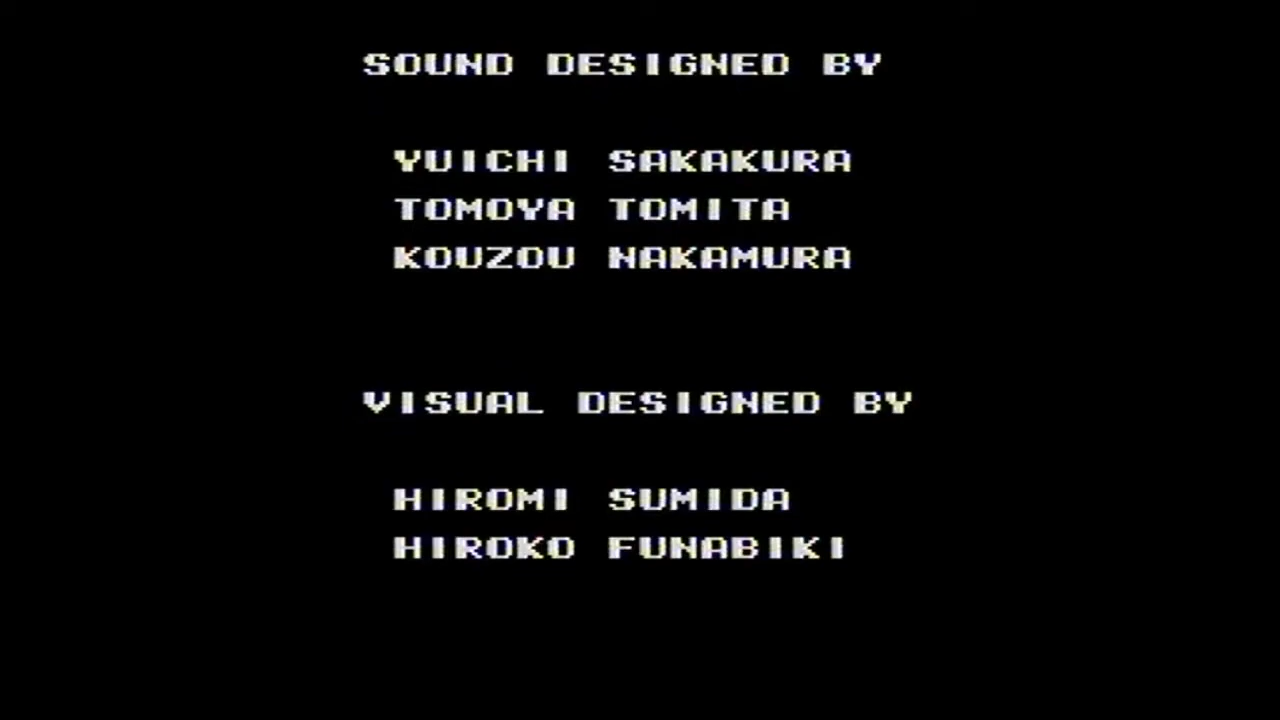 SOUND DESIGNED BY
YUICHI SAKAKURA
TOMOYA TOMITA
KOUZOU NAKAMURA
VISUAL DESIGNED BY
HIROMI SUMIDA
HIROKO FUNABIKI